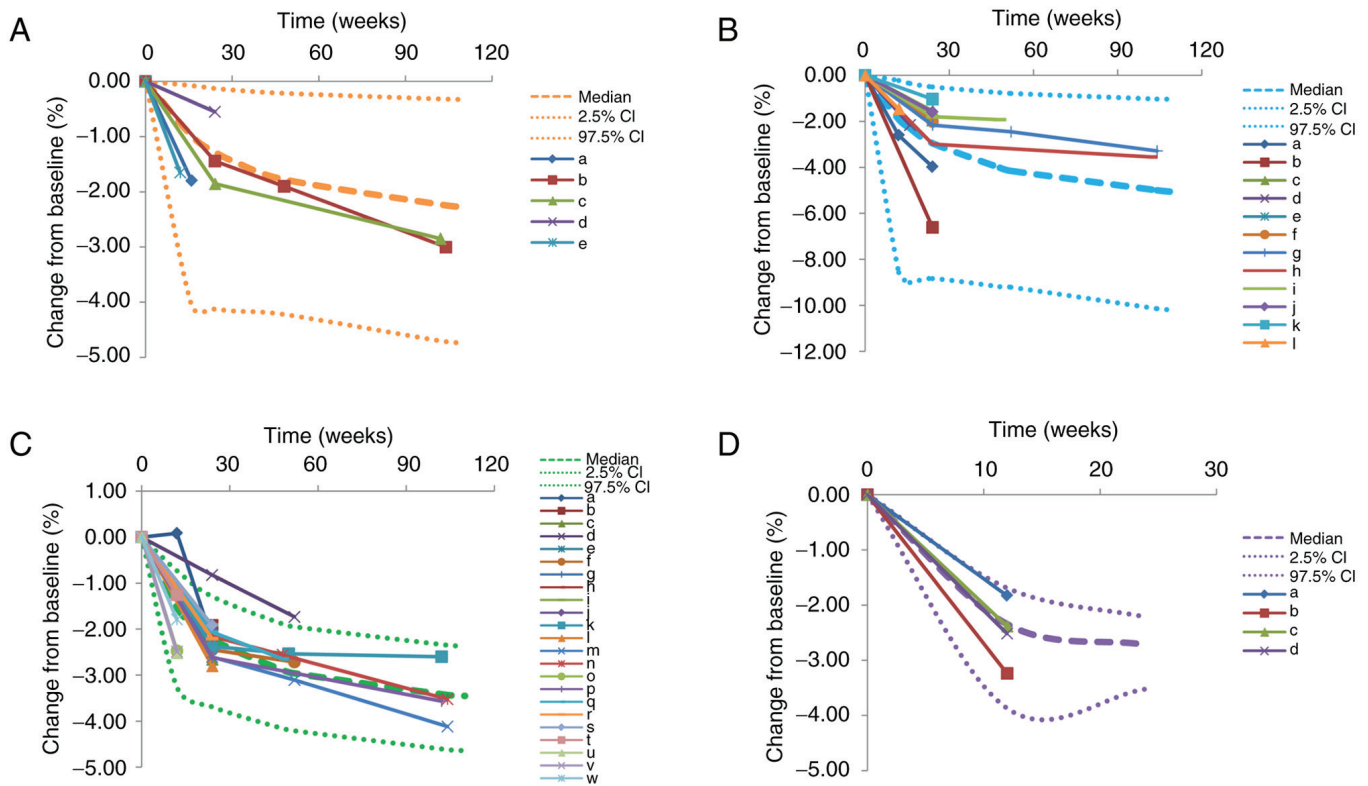 A
Time (weeks)
0 30 60 90 120
0.00
–1.00
–2.00
–3.00
–4.00
–5.00
Change from baseline (%)
Median
2.5% CI
97.5% CI
a
b
c
d
e
B
Time (weeks)
0 30 60 90 120
0.00
–2.00
–4.00
–6.00
–8.00
–10.00
–12.00
Change from baseline (%)
Median
2.5% CI
97.5% CI
a
b
c
d
e
f
g
h
i
j
k
l
C
Time (weeks)
0 30 60 90 120
1.00
0.00
–1.00
–2.00
–3.00
–4.00
–5.00
Change from baseline (%)
Median
2.5% CI
97.5% CI
a
b
c
d
e
f
g
h
i
j
k
l
m
n
o
p
q
r
s
t
u
v
w
D
Time (weeks)
0 10 20 30
0.00
–1.00
–2.00
–3.00
–4.00
–5.00
Change from baseline (%)
Median
2.5% CI
97.5% CI
a
b
c
d